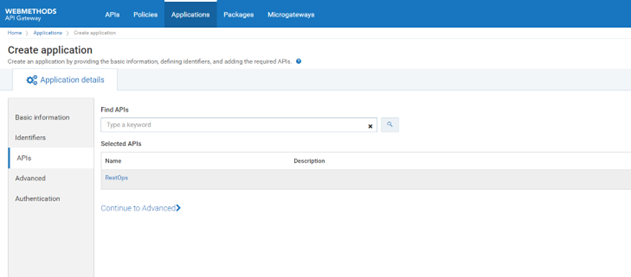 WEBMETHODS
API Gateway
APIs Policies Applications Packages Microgateways
Home > Applications > Create application
Create application
Create an application by providing the basic information, defining identifiers, and adding the required APIs. ?
Application details
Basic information
Identifiers
APIs
Advanced
Authentication
Find APIs
Type a keyword
Selected APIs
Name Description
RestOps
Continue to Advanced >